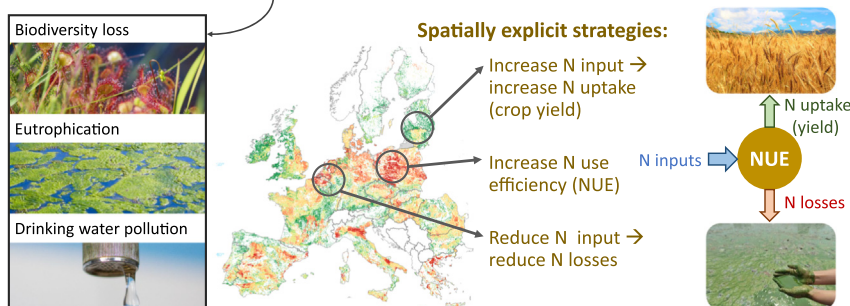 Biodiversity loss
Eutrophication
Drinking water pollution
Spatially explicit strategies:
Increase N input →
increase N uptake
(crop yield)
Increase N use
efficiency (NUE)
Reduce N input →
reduce N losses
N uptake
(yield)
N inputs
NUE
N losses